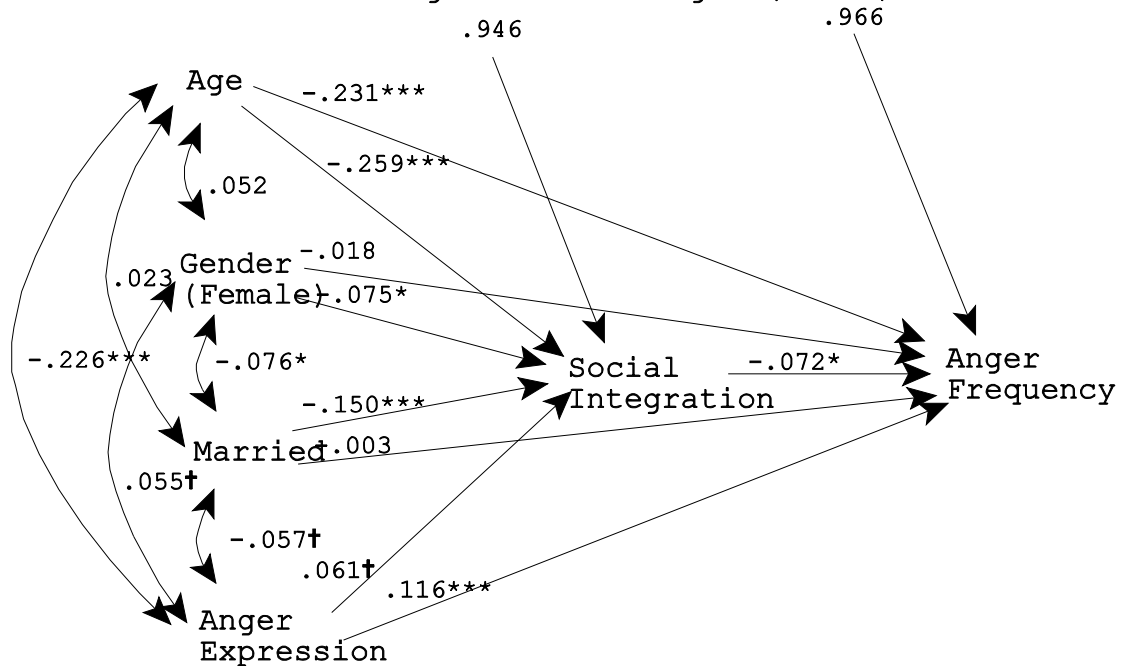 .946
.966
Age
-.231***
-.259***
.052
-.018
Gender
(Female)
-.075*
.023
-.226***
-.076*
Social
Integration
-.072*
Anger
Frequency
-.150***
Married
-.003
.055†
-.057†
.061†
.116***
Anger
Expression